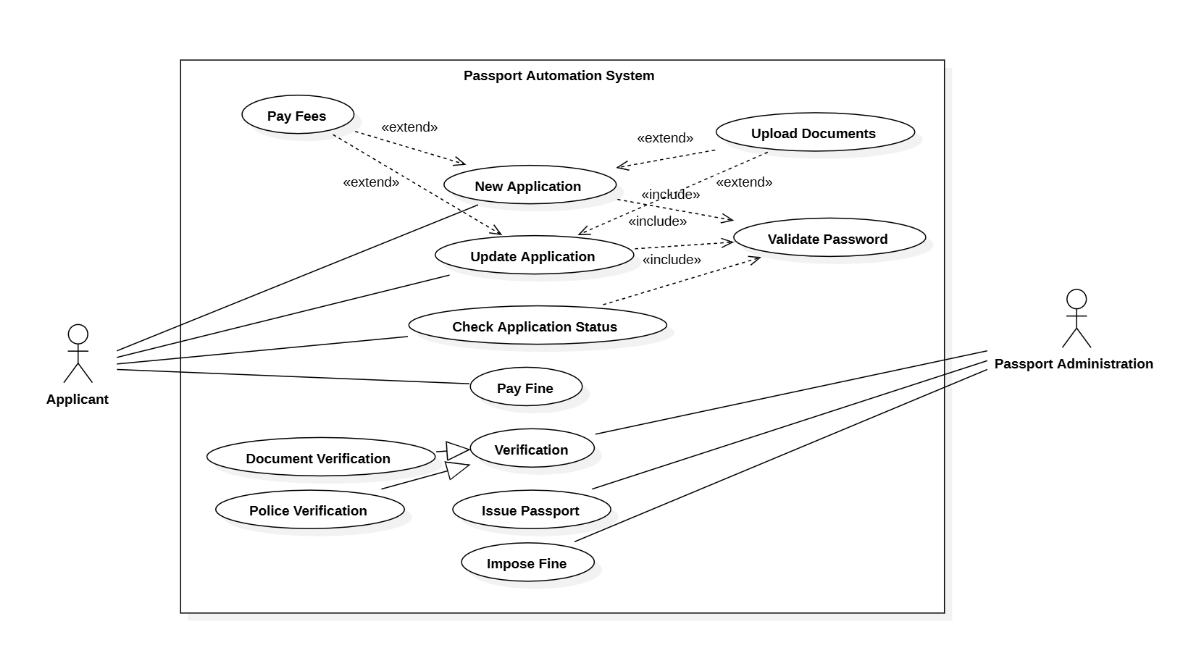 Passport Automation System
Pay Fees
«extend»
Upload Documents
«extend»
«extend»
New Application
«extend»
«include»
«include»
Update Application
Validate Password
«include»
Check Application Status
Applicant
Passport Administration
Pay Fine
Document Verification
Verification
Police Verification
Issue Passport
Impose Fine